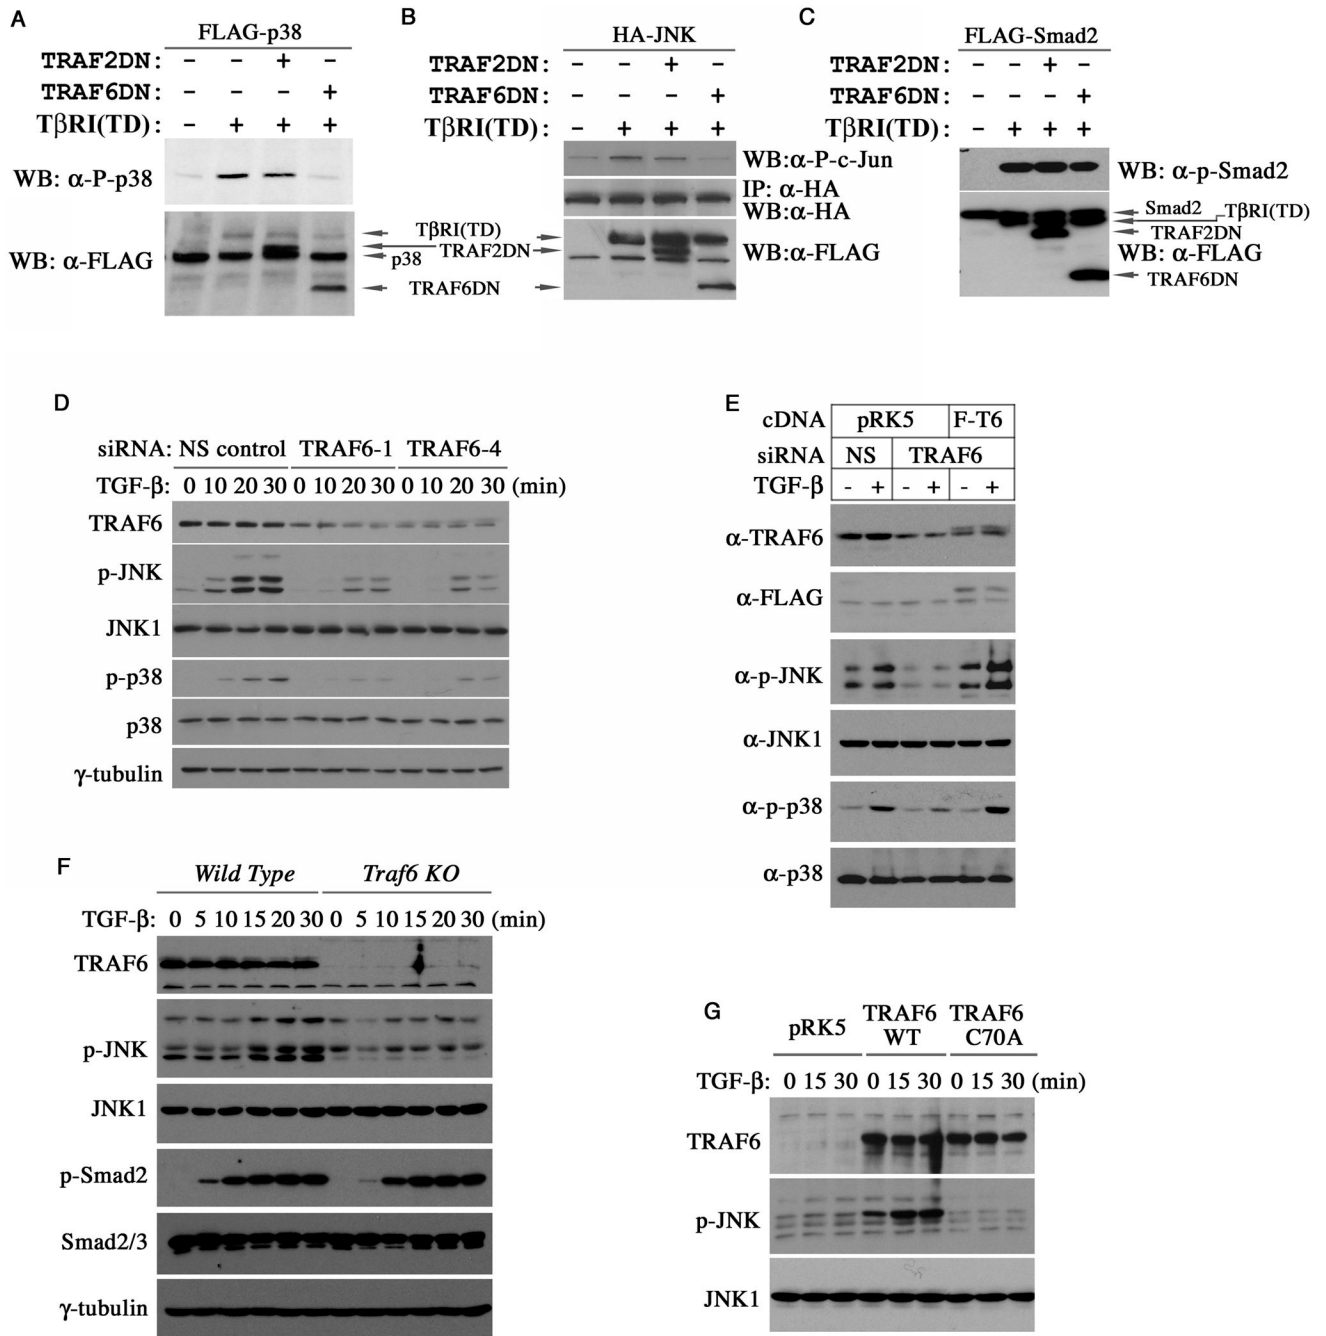 A
FLAG-p38
TRAF2DN: - - + -
TRAF6DN: - - - +
TβRI(TD) : - + + +
WB: α-P-p38
WB: α-FLAG
TβRI(TD)
TRAF2DN
p38
TRAF6DN
B
HA-JNK
TRAF2DN: - - + -
TRAF6DN: - - - +
TβRI(TD) : - + + +
WB:α-P-c-Jun
IP: α-HA
WB:α-HA
WB:α-FLAG
C
FLAG-Smad2
TRAF2DN: - - + -
TRAF6DN: - - - +
TβRI(TD) : - + + +
WB: α-p-Smad2
Smad2
TβRI(TD)
TRAF2DN
WB: α-FLAG
TRAF6DN
D
siRNA: NS control TRAF6-1 TRAF6-4
TGF-β: 0 10 20 30 0 10 20 30 0 10 20 30 (min)
TRAF6
p-JNK
JNK1
p-p38
p38
γ-tubulin
E
cDNA pRK5 F-T6
siRNA NS TRAF6
TGF-β - + - + - +
α-TRAF6
α-FLAG
α-p-JNK
α-JNK1
α-p-p38
α-p38
F
Wild Type Traf6 KO
TGF-β: 0 5 10 15 20 30 0 5 10 15 20 30 (min)
TRAF6
p-JNK
JNK1
p-Smad2
Smad2/3
γ-tubulin
G
pRK5 TRAF6 WT TRAF6 C70A
TGF-β: 0 15 30 0 15 30 0 15 30 (min)
TRAF6
p-JNK
JNK1